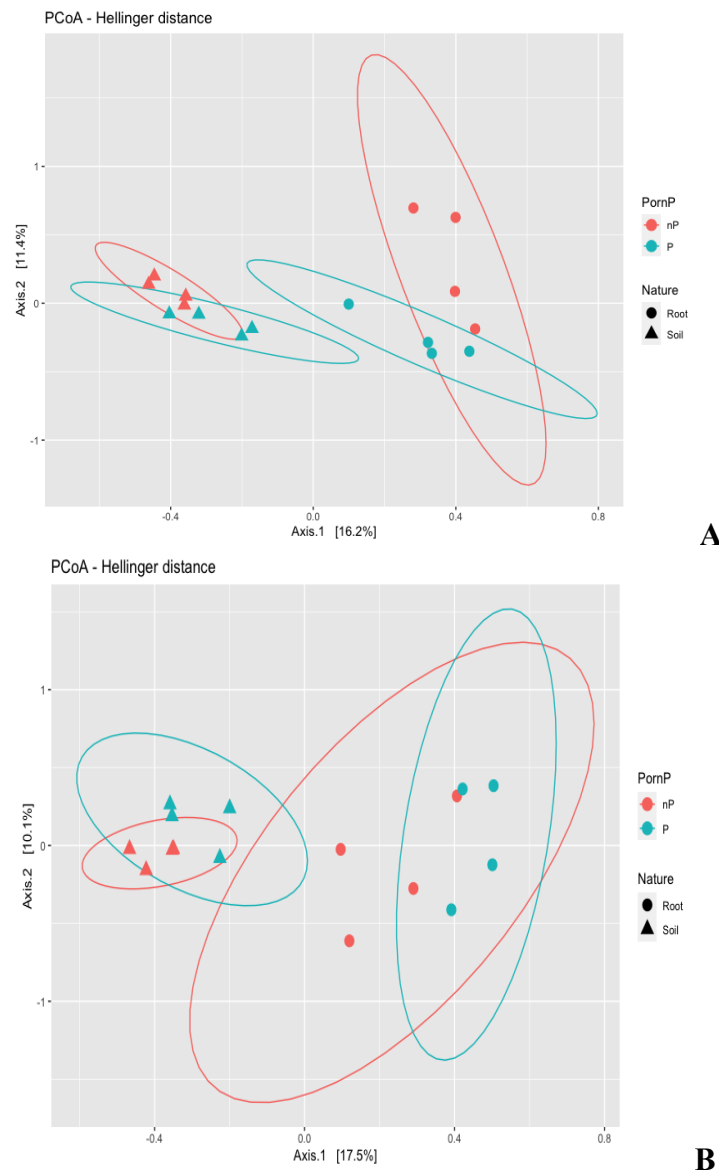 PCoA - Hellinger distance
1
0
-1
Axis.2 [11.4%]
-0.4 0.0 0.4 0.8
Axis.1 [16.2%]
PornP
nP
P
Nature
Root
Soil
A
PCoA - Hellinger distance
1
0
-1
Axis.2 [10.1%]
-0.4 0.0 0.4 0.8
Axis.1 [17.5%]
PornP
nP
P
Nature
Root
Soil
B